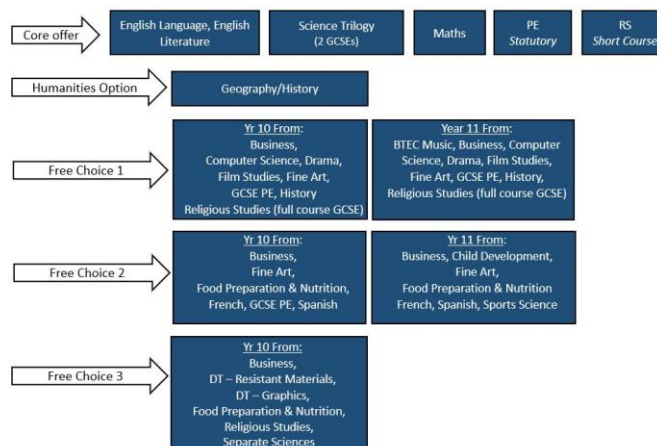 Core offer
English Language, English
Literature
Science Trilogy
(2 GCSEs)
Maths
PE
Statutory
RS
Short Course
Humanities Option
Geography/History
Free Choice 1
Yr 10 From:
Business,
Computer Science, Drama,
Film Studies, Fine Art,
GCSE PE, History
Religious Studies (full course GCSE)
Year 11 From:
BTEC Music, Business, Computer
Science, Drama, Film Studies,
Fine Art, GCSE PE, History,
Religious Studies (full course GCSE)
Free Choice 2
Yr 10 From:
Business,
Fine Art,
Food Preparation & Nutrition,
French, GCSE PE, Spanish
Yr 11 From:
Business, Child Development,
Fine Art,
Food Preparation & Nutrition
French, Spanish, Sports Science
Free Choice 3
Yr 10 From:
Business,
DT – Resistant Materials,
DT – Graphics,
Food Preparation & Nutrition,
Religious Studies,
Separate Sciences